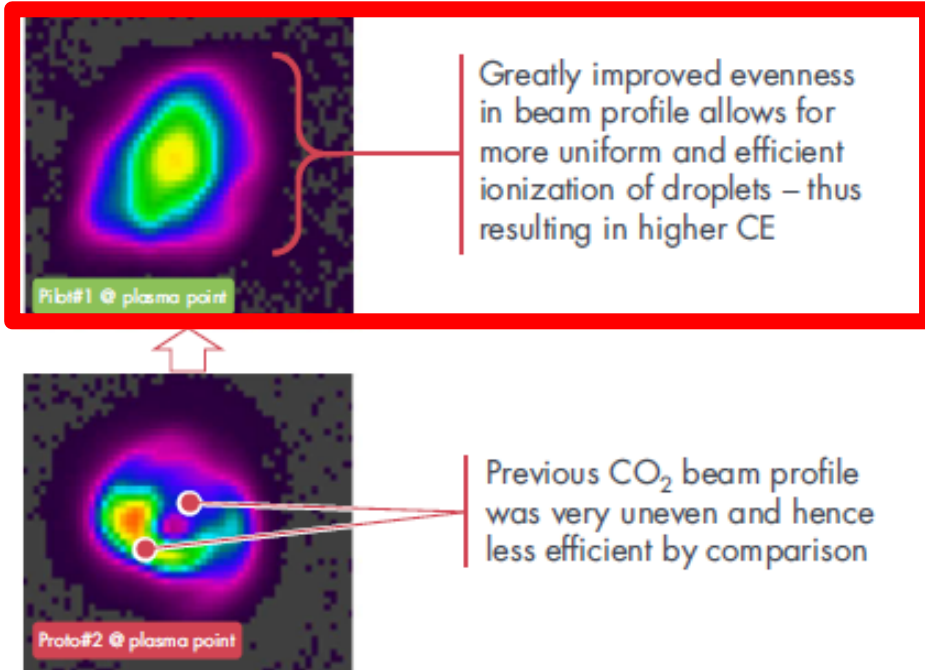 Greatly improved evenness
in beam profile allows for
more uniform and efficient
ionization of droplets – thus
resulting in higher CE
Pilot#1 @ plasma point
Previous CO₂ beam profile
was very uneven and hence
less efficient by comparison
Proto#2 @ plasma point